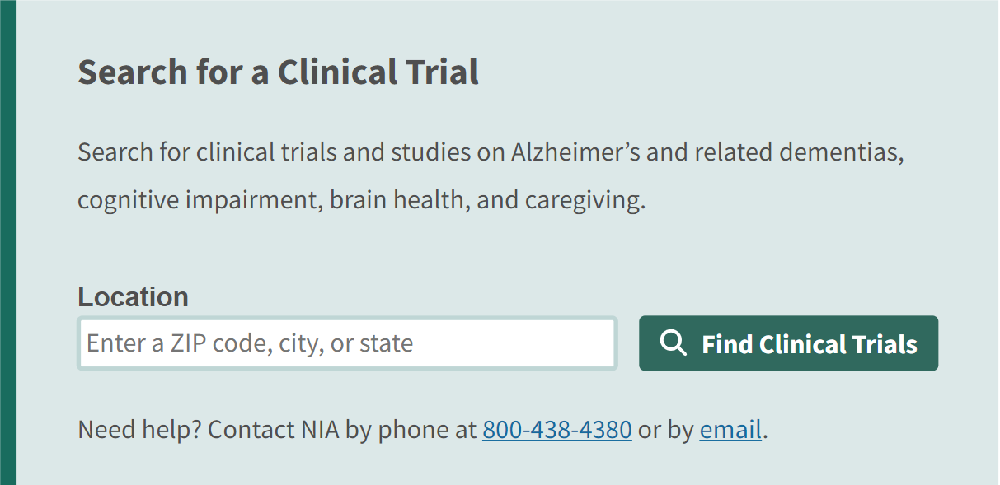 Search for a Clinical Trial
Search for clinical trials and studies on Alzheimer’s and related dementias,
cognitive impairment, brain health, and caregiving.
Location
Enter a ZIP code, city, or state
Find Clinical Trials
Need help? Contact NIA by phone at 800-438-4380 or by email.